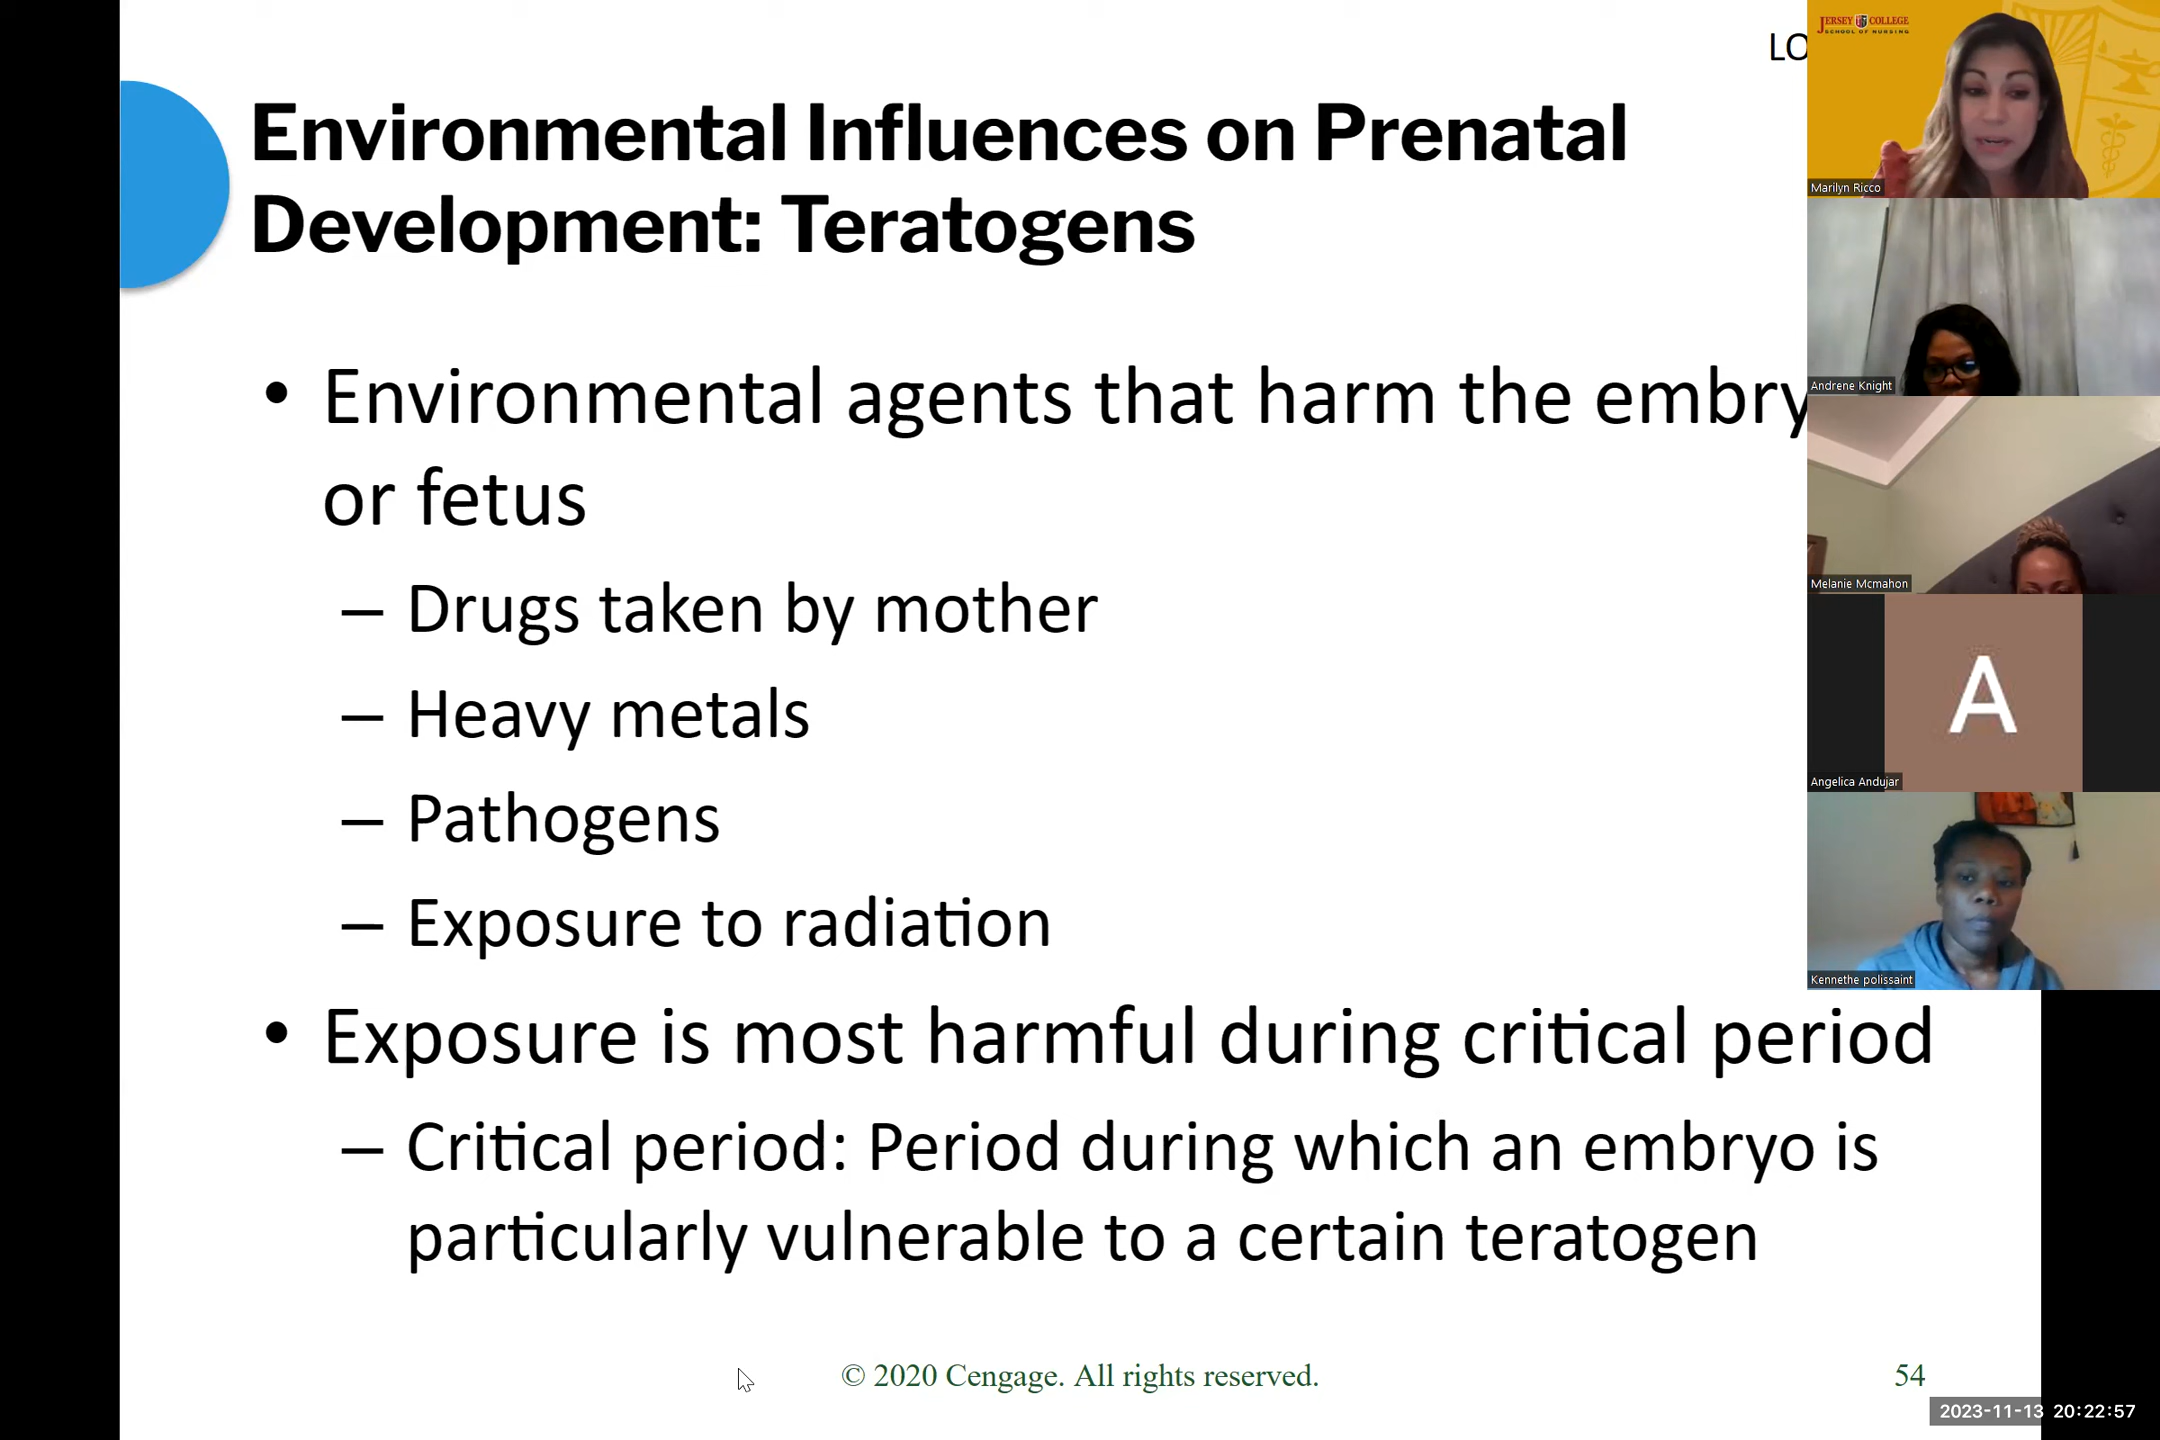 LO
Environmental Influences on Prenatal
Development: Teratogens
• Environmental agents that harm the embry
or fetus
– Drugs taken by mother
– Heavy metals
– Pathogens
– Exposure to radiation
• Exposure is most harmful during critical period
– Critical period: Period during which an embryo is
particularly vulnerable to a certain teratogen
© 2020 Cengage. All rights reserved.
54
JERSEY COLLEGE
SCHOOL OF NURSING
Marilyn Ricco
Andrene Knight
Melanie Mcmahon
A
Angelica Andujar
Kennethe polissaint
2023-11-13 20:22:57